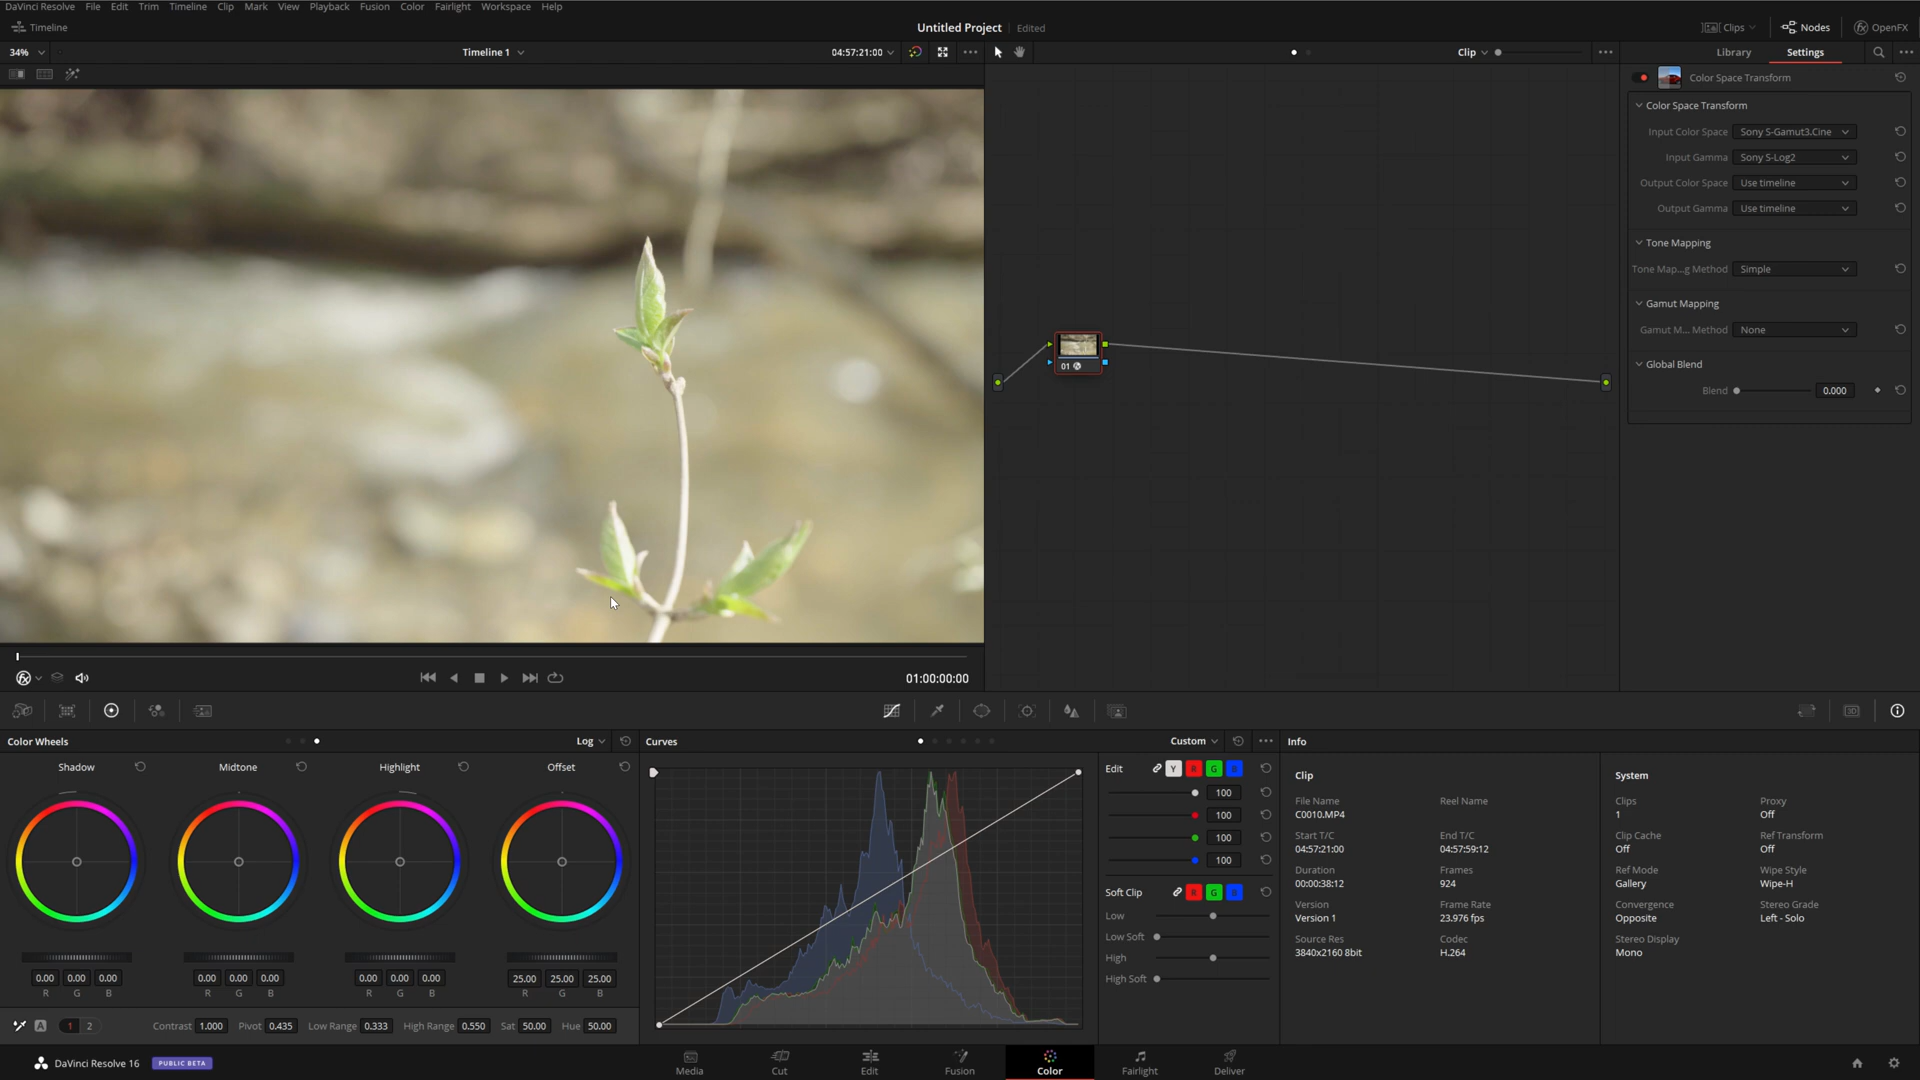 DaVinci Resolve File Edit Trim Timeline Clip Mark View Playback Fusion Color Fairlight Workspace Help
Timeline Untitled Project Edited Clips Nodes OpenFX
34% Timeline 1 04:57:21:00 Clip Library Settings
Color Space Transform
Color Space Transform
Input Color Space Sony S-Gamut3.Cine
Input Gamma Sony S-Log2
Output Color Space Use timeline
Output Gamma Use timeline
Tone Mapping
Tone Map...g Method Simple
Gamut Mapping
Gamut M... Method None
Global Blend
Blend 0.000
01
01:00:00:00
Color Wheels Log Curves Custom Info
Shadow Midtone Highlight Offset
0.00 0.00 0.00 0.00 0.00 0.00 0.00 0.00 0.00 25.00 25.00 25.00
R G B R G B R G B R G B
1 2 Contrast 1.000 Pivot 0.435 Low Range 0.333 High Range 0.550 Sat 50.00 Hue 50.00
Edit Y R G B
100
100
100
100
Soft Clip R G B
Low
Low Soft
High
High Soft
Clip
File Name Reel Name
C0010.MP4
Start T/C End T/C
04:57:21:00 04:57:59:12
Duration Frames
00:00:38:12 924
Version Frame Rate
Version 1 23.976 fps
Source Res Codec
3840x2160 8bit H.264
System
Clips Proxy
1 Off
Clip Cache Ref Transform
Off Off
Ref Mode Wipe Style
Gallery Wipe-H
Convergence Stereo Grade
Opposite Left - Solo
Stereo Display
Mono
DaVinci Resolve 16 PUBLIC BETA
Media Cut Edit Fusion Color Fairlight Deliver